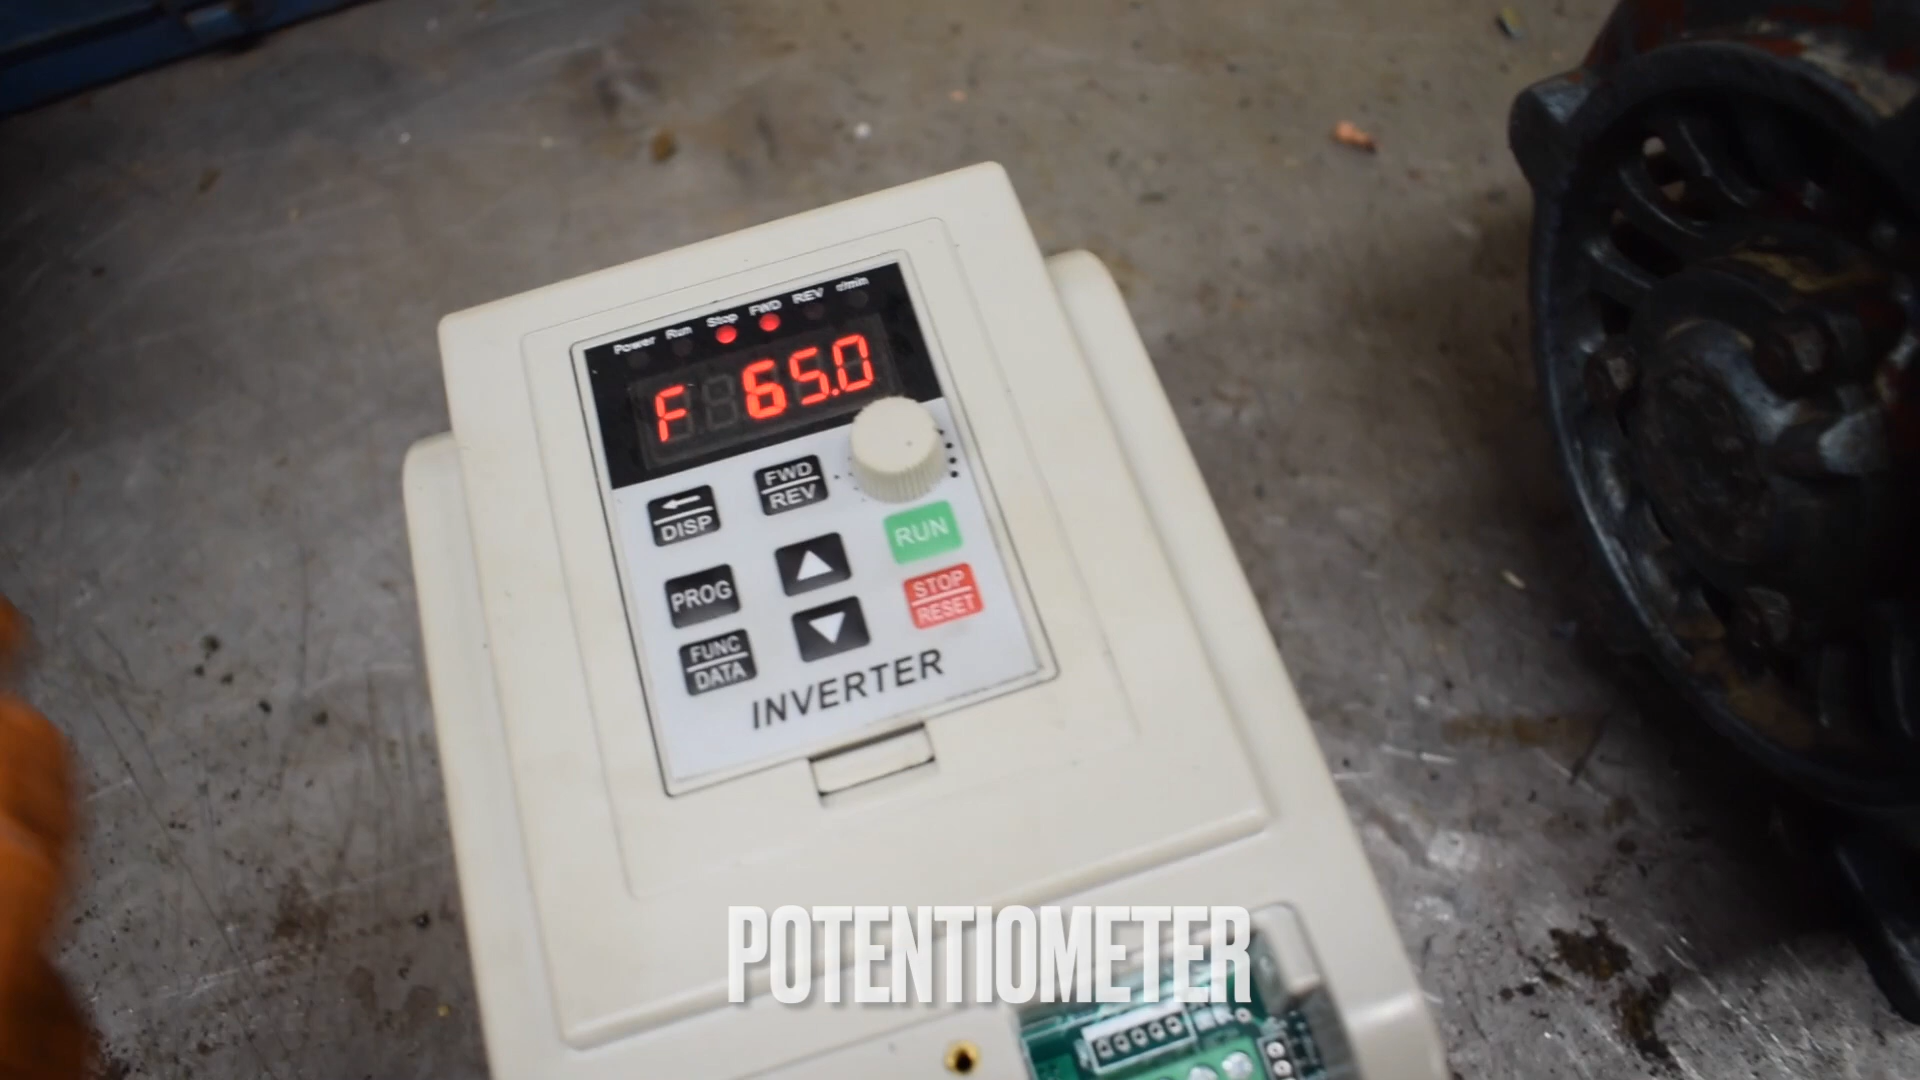 Power Run Stop FWD REV r/min
F 65.0
←
DISP
FWD
REV
RUN
PROG
▲
STOP
RESET
FUNC
DATA
▼
INVERTER
POTENTIOMETER